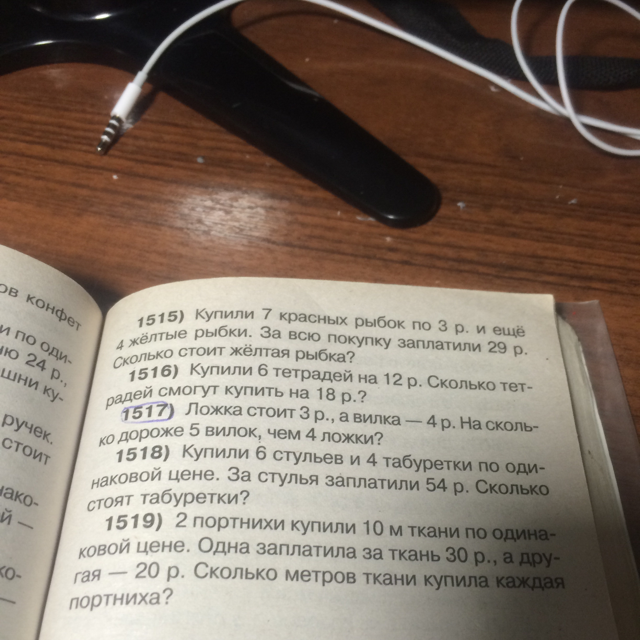 ов конфет
и по оди-
ю 24 р.,
шни ку-
ручек.
стоит
нако-
й —
ко-
—
1515) Купили 7 красных рыбок по 3 р. и ещё
4 жёлтые рыбки. За всю покупку заплатили 29 р.
Сколько стоит жёлтая рыбка?
1516) Купили 6 тетрадей на 12 р. Сколько тет-
радей смогут купить на 18 р.?
1517) Ложка стоит 3 р., а вилка — 4 р. На сколь-
ко дороже 5 вилок, чем 4 ложки?
1518) Купили 6 стульев и 4 табуретки по оди-
наковой цене. За стулья заплатили 54 р. Сколько
стоят табуретки?
1519) 2 портнихи купили 10 м ткани по одина-
ковой цене. Одна заплатила за ткань 30 р., а дру-
гая — 20 р. Сколько метров ткани купила каждая
портниха?